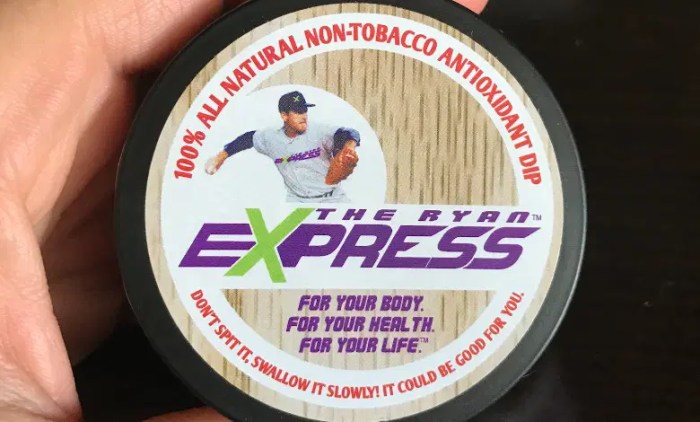 100% ALL NATURAL NON-TOBACCO ANTIOXIDANT DIP
THE RYAN™
EXPRESS
FOR YOUR BODY.
FOR YOUR HEALTH.
FOR YOUR LIFE.™
DON'T SPIT IT, SWALLOW IT SLOWLY! IT COULD BE GOOD FOR YOU.